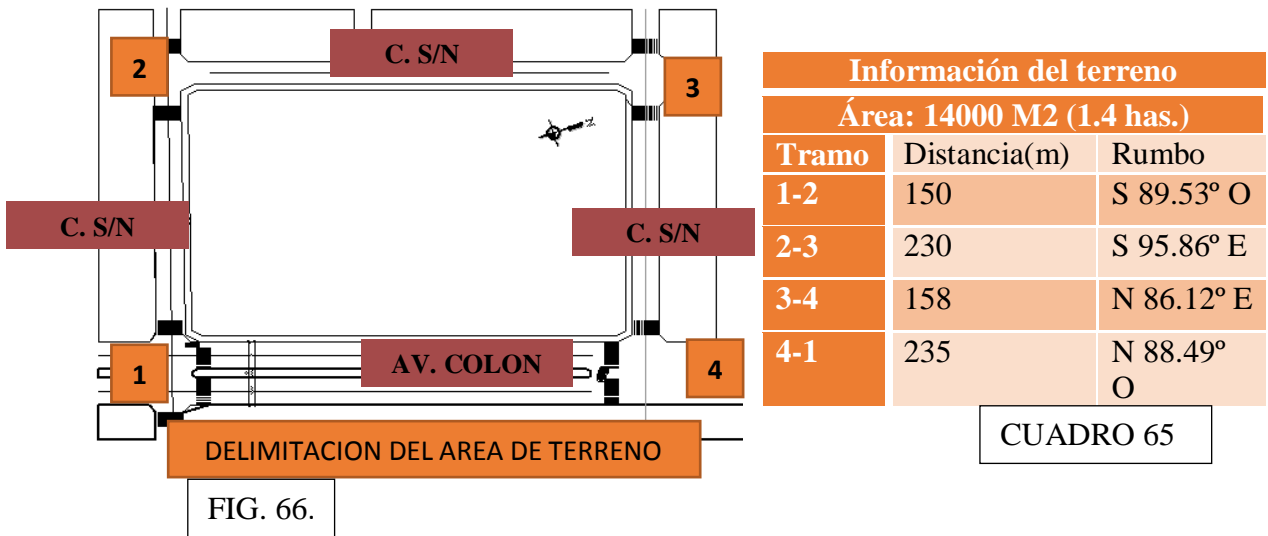 2
C. S/N
3
C. S/N
C. S/N
1
AV. COLON
4
DELIMITACION DEL AREA DE TERRENO
FIG. 66.
Información del terreno
Área: 14000 M2 (1.4 has.)
Tramo Distancia(m) Rumbo
1-2 150 S 89.53º O
2-3 230 S 95.86º E
3-4 158 N 86.12º E
4-1 235 N 88.49º
O
CUADRO 65